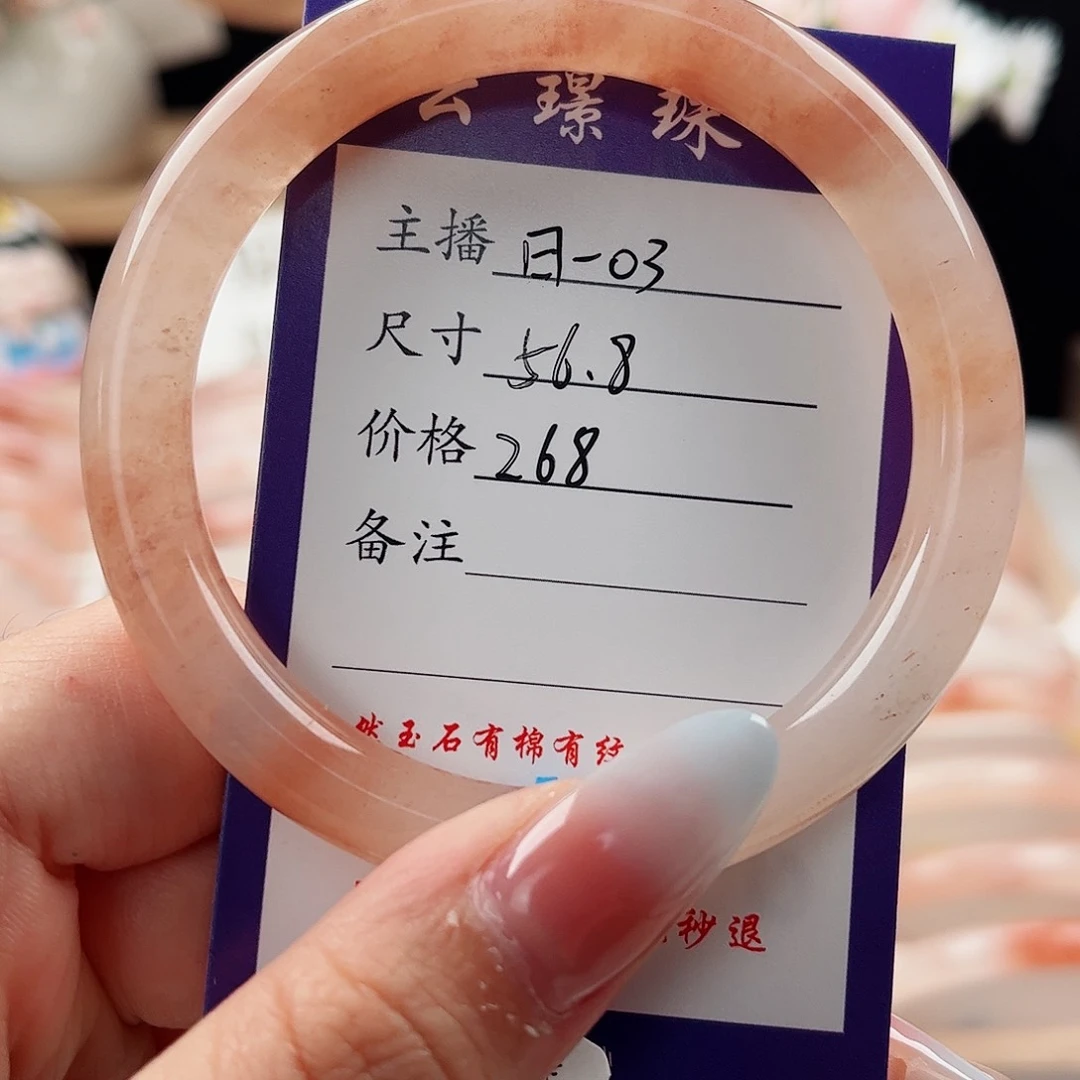 云璟珠
主播 日-03
尺寸 56.8
价格 268
备注
然玉石有棉有纹
秒退